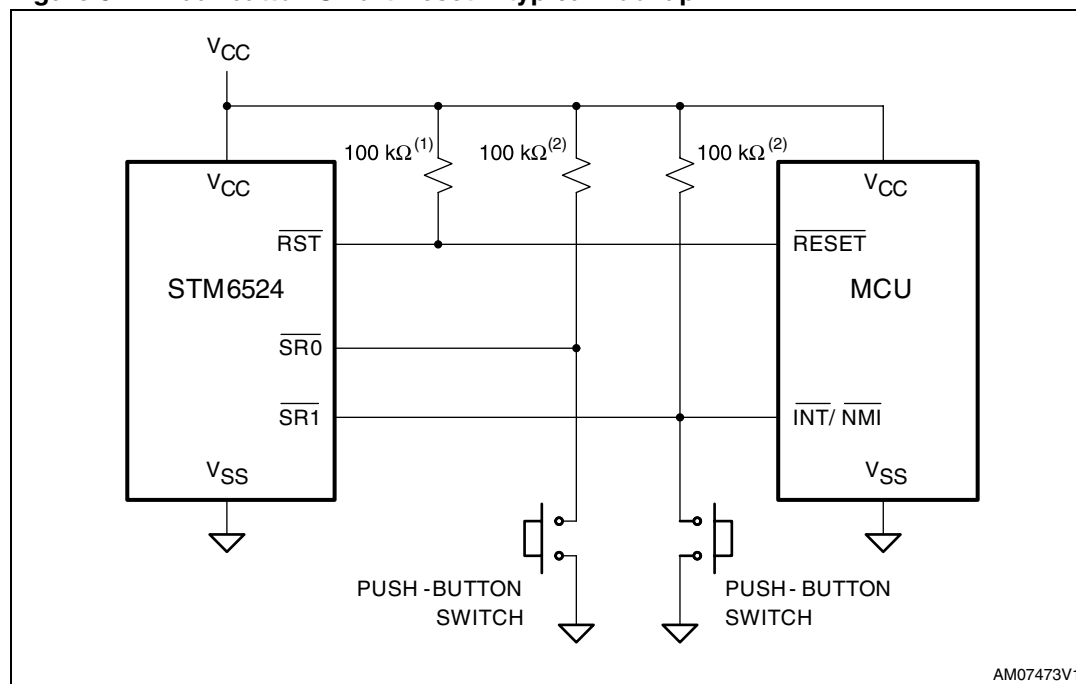 V_CC
100 kΩ(1) 100 kΩ(2) 100 kΩ(2)
V_CC
V_CC
RST
RESET
STM6524
MCU
SR0
SR1
INT/ NMI
V_SS
V_SS
PUSH-BUTTON
SWITCH
PUSH-BUTTON
SWITCH
AM07473V1